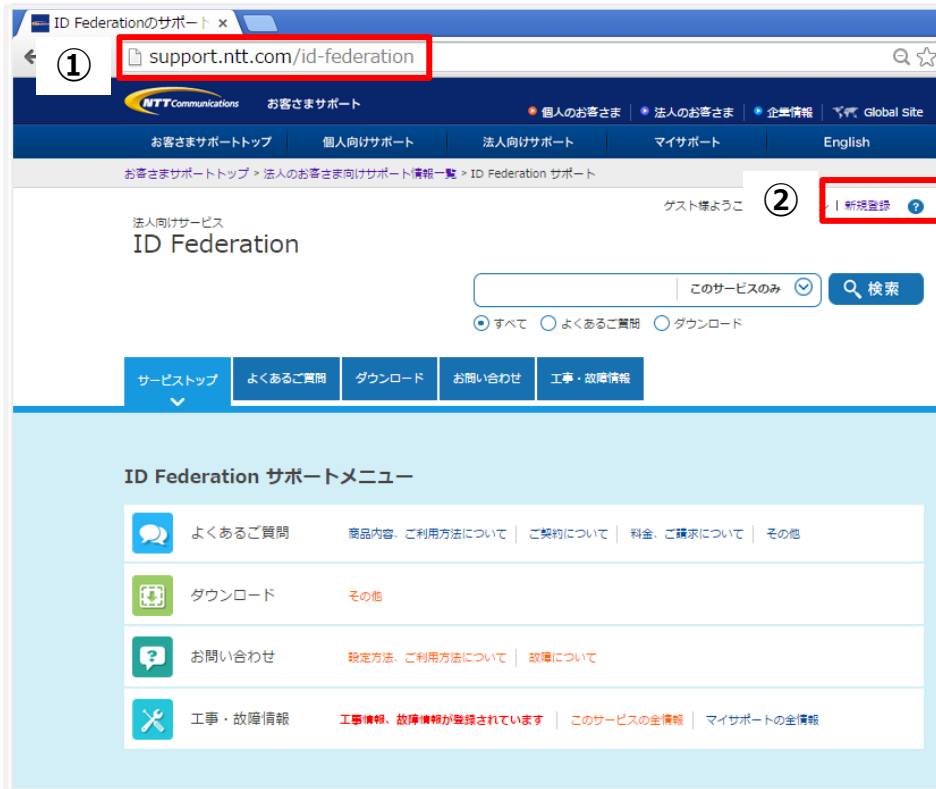 ID Federationのサポート ×
① support.ntt.com/id-federation
NTT Communications お客さまサポート
個人のお客さま 法人のお客さま 企業情報 Global Site
お客さまサポートトップ 個人向けサポート 法人向けサポート マイサポート English
お客さまサポートトップ > 法人のお客さま向けサポート情報一覧 > ID Federation サポート
ゲスト様ようこ ② | 新規登録 ?
法人向けサービス
ID Federation
このサービスのみ 検索
すべて よくあるご質問 ダウンロード
サービストップ よくあるご質問 ダウンロード お問い合わせ 工事・故障情報
ID Federation サポートメニュー
よくあるご質問 商品内容、ご利用方法について ご契約について 料金、ご請求について その他
ダウンロード その他
お問い合わせ 設定方法、ご利用方法について 故障について
工事・故障情報 工事情報、故障情報が登録されています このサービスの全情報 マイサポートの全情報